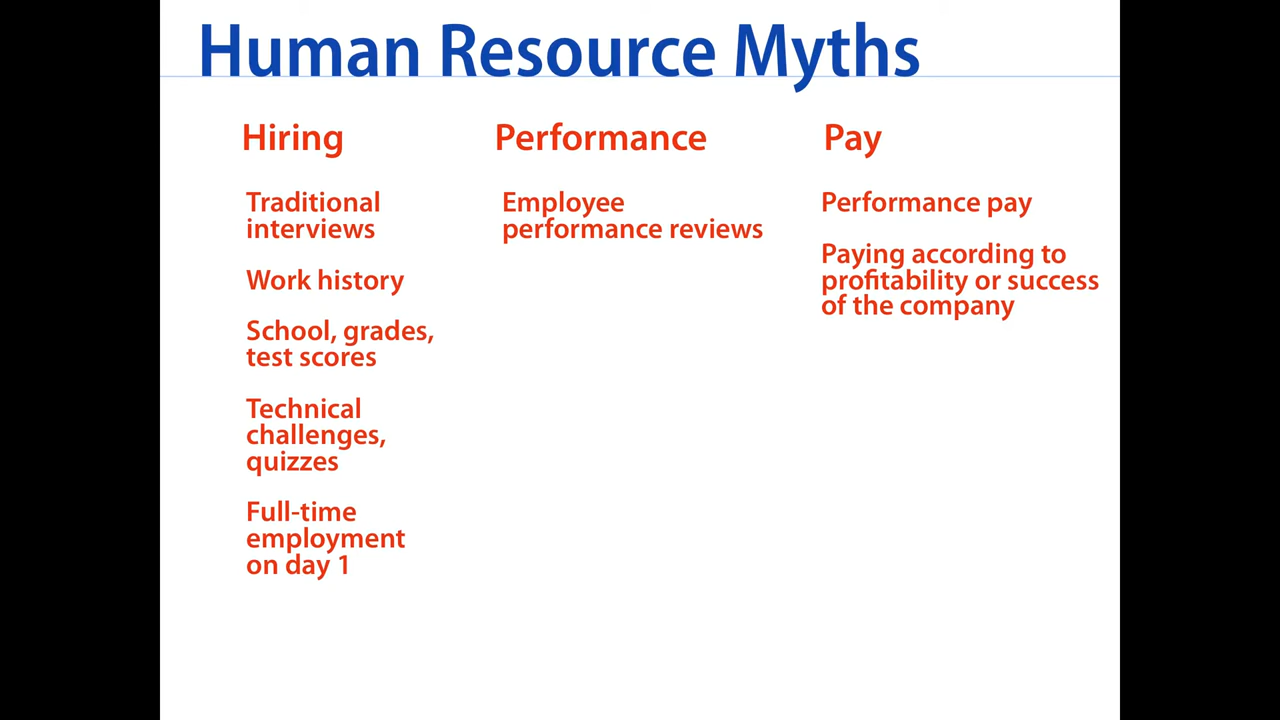 Human Resource Myths
Hiring
Traditional
interviews
Work history
School, grades,
test scores
Technical
challenges,
quizzes
Full-time
employment
on day 1
Performance
Employee
performance reviews
Pay
Performance pay
Paying according to
profitability or success
of the company